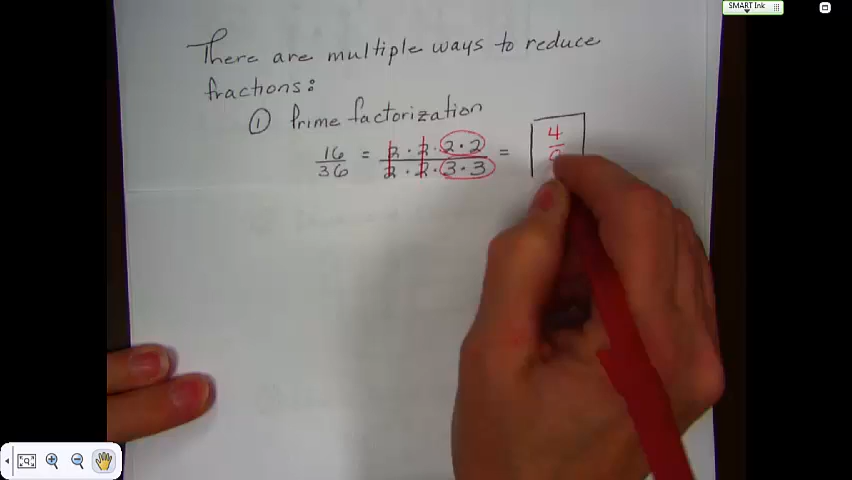 SMART Ink
There are multiple ways to reduce
fractions:
① Prime factorization
16/36 = 2 · 2 · 2 · 2 / 2 · 2 · 3 · 3 = 4/9